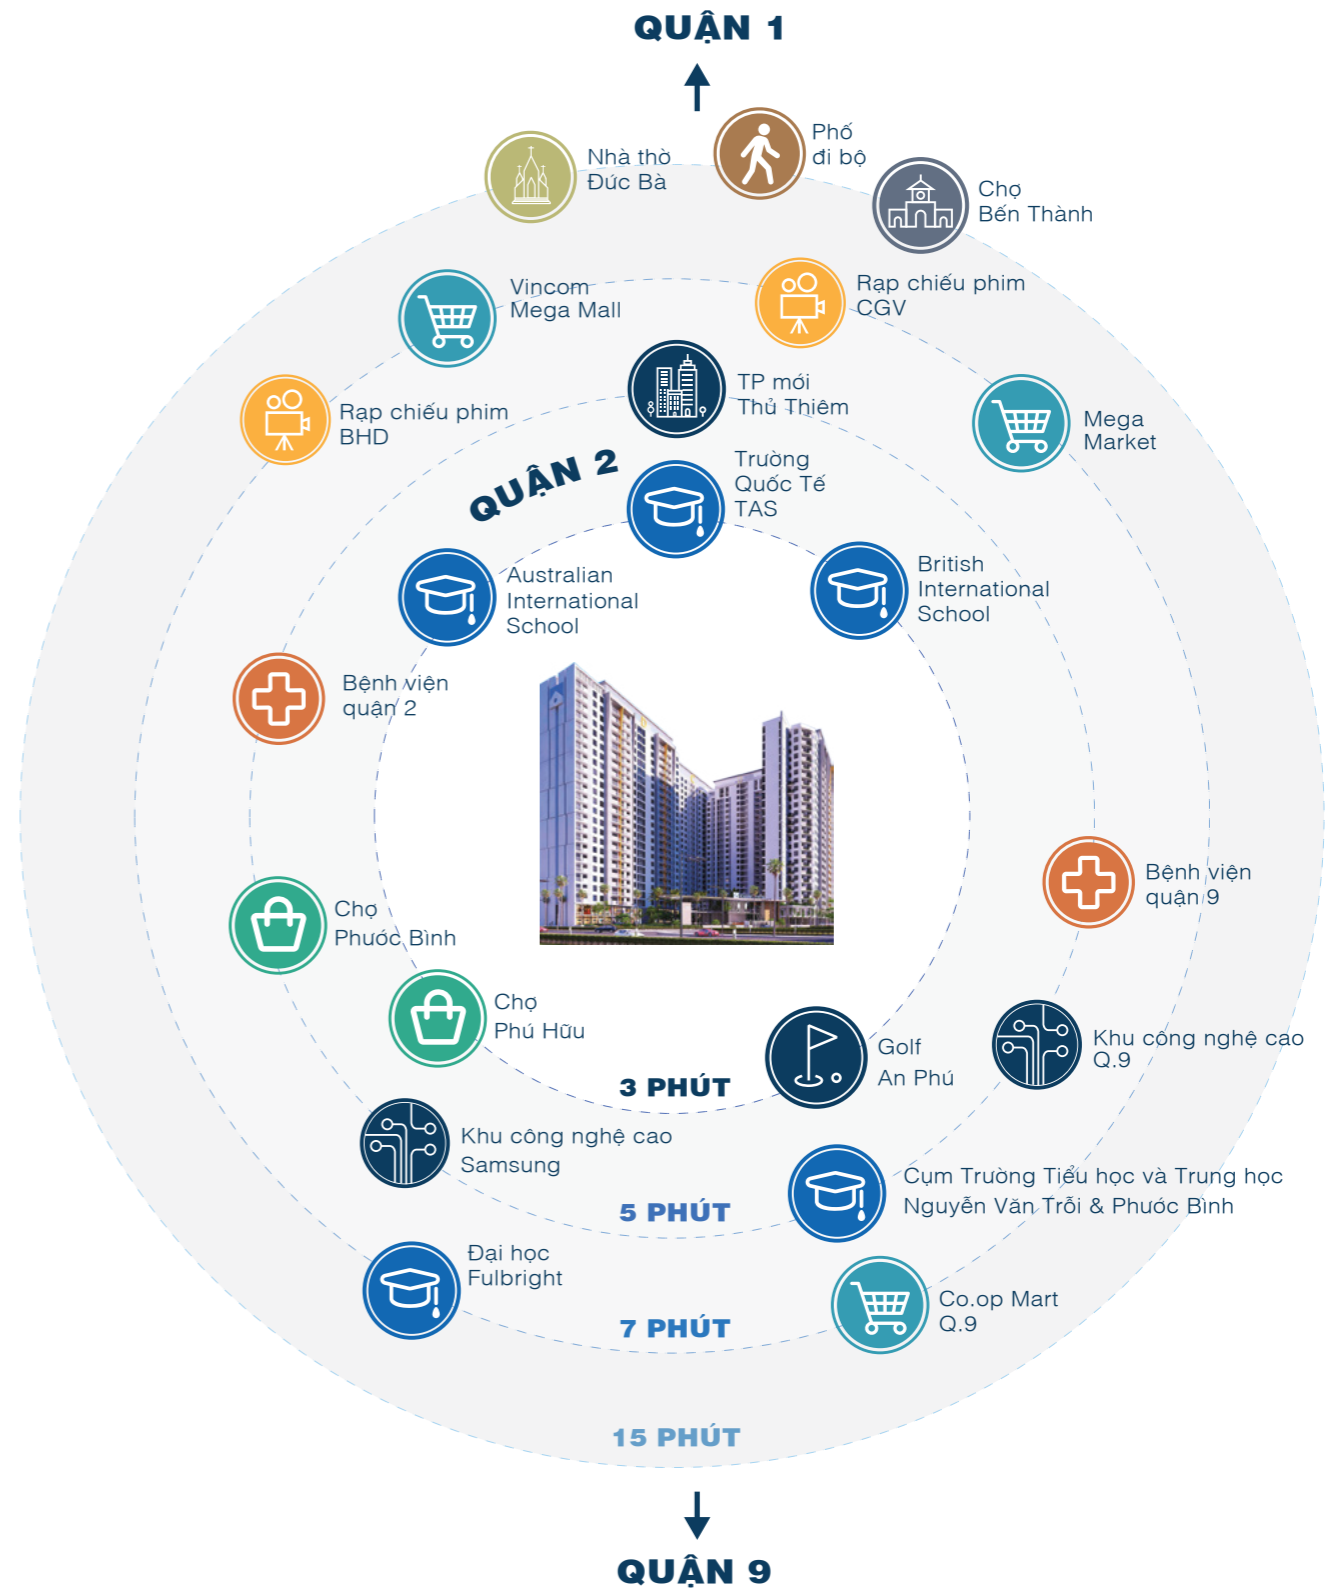 QUẬN 1
Phố
đi bộ
Nhà thờ
Đức Bà
Chợ
Bến Thành
Vincom
Mega Mall
Rạp chiếu phim
CGV
TP mới
Thủ Thiêm
Rạp chiếu phim
BHD
Mega
Market
QUẬN 2
Trường
Quốc Tế
TAS
Australian
International
School
British
International
School
Bệnh viện
quận 2
Bệnh viện
quận 9
Chợ
Phước Bình
Chợ
Phú Hữu
Golf
An Phú
Khu công nghệ cao
Q.9
3 PHÚT
Khu công nghệ cao
Samsung
Cụm Trường Tiểu học và Trung học
Nguyễn Văn Trỗi & Phước Bình
5 PHÚT
Đại học
Fulbright
Co.op Mart
Q.9
7 PHÚT
15 PHÚT
QUẬN 9